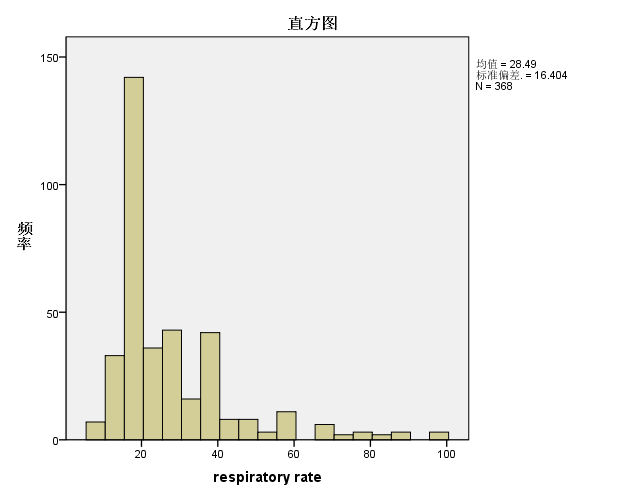 直方图
150
100
50
0
频率
20 40 60 80 100
respiratory rate
均值 = 28.49
标准偏差. = 16.404
N = 368